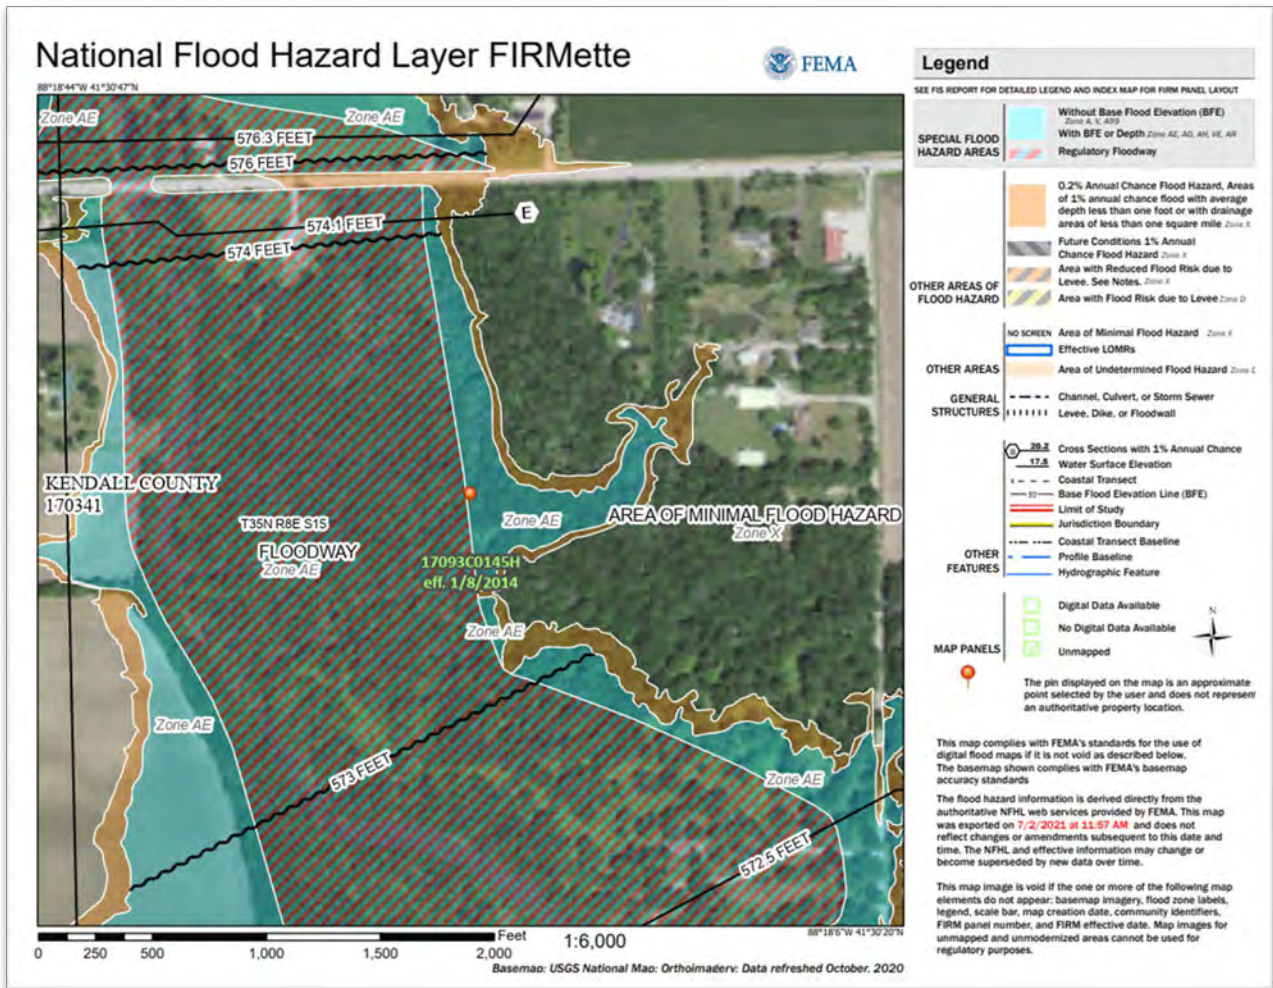 National Flood Hazard Layer FIRMette
FEMA
88°18'44"W 41°30'47"N
Zone AE
Zone AE
576.3 FEET
576 FEET
574.1 FEET
E
574 FEET
KENDALL COUNTY
170341
T35N R8E S15
FLOODWAY
Zone AE
Zone AE
AREA OF MINIMAL FLOOD HAZARD
Zone X
17093C0145H
eff. 1/8/2014
Zone AE
Zone AE
573 FEET
Zone AE
572.5 FEET
88°18'6"W 41°30'20"N
Feet
1:6,000
0
250
500
1,000
1,500
2,000
Basemap: USGS National Map: Orthoimagery: Data refreshed October, 2020
Legend
SEE FIS REPORT FOR DETAILED LEGEND AND INDEX MAP FOR FIRM PANEL LAYOUT
SPECIAL FLOOD
HAZARD AREAS
Without Base Flood Elevation (BFE)
Zone A, V, A99
With BFE or Depth Zone AE, AO, AH, VE, AR
Regulatory Floodway
0.2% Annual Chance Flood Hazard, Areas
of 1% annual chance flood with average
depth less than one foot or with drainage
areas of less than one square mile Zone X
Future Conditions 1% Annual
Chance Flood Hazard Zone X
Area with Reduced Flood Risk due to
Levee. See Notes. Zone X
Area with Flood Risk due to Levee Zone D
OTHER AREAS OF
FLOOD HAZARD
NO SCREEN Area of Minimal Flood Hazard Zone X
Effective LOMRs
OTHER AREAS
Area of Undetermined Flood Hazard Zone
GENERAL
STRUCTURES
Channel, Culvert, or Storm Sewer
Levee, Dike, or Floodwall
20.2 Cross Sections with 1% Annual Chance
17.5 Water Surface Elevation
Coastal Transect
Base Flood Elevation Line (BFE)
Limit of Study
Jurisdiction Boundary
Coastal Transect Baseline
OTHER
FEATURES
Profile Baseline
Hydrographic Feature
Digital Data Available
No Digital Data Available
Unmapped
MAP PANELS
N
The pin displayed on the map is an approximate
point selected by the user and does not represent
an authoritative property location.
This map complies with FEMA's standards for the use of
digital flood maps if it is not void as described below.
The basemap shown complies with FEMA's basemap
accuracy standards
The flood hazard information is derived directly from the
authoritative NFHL web services provided by FEMA. This map
was exported on 7/2/2021 at 11:57 AM and does not
reflect changes or amendments subsequent to this date and
time. The NFHL and effective information may change or
become superseded by new data over time.
This map image is void if the one or more of the following map
elements do not appear: basemap imagery, flood zone labels,
legend, scale bar, map creation date, community identifiers,
FIRM panel number, and FIRM effective date. Map images for
unmapped and unmodernized areas cannot be used for
regulatory purposes.